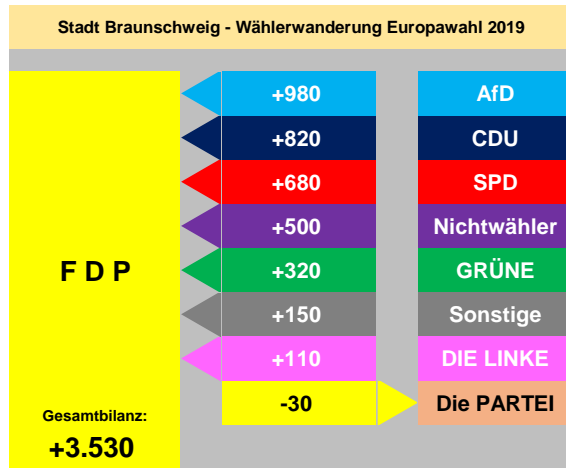 Stadt Braunschweig - Wählerwanderung Europawahl 2019
+980 AfD
+820 CDU
+680 SPD
+500 Nichtwähler
F D P
+320 GRÜNE
+150 Sonstige
+110 DIE LINKE
-30 Die PARTEI
Gesamtbilanz:
+3.530